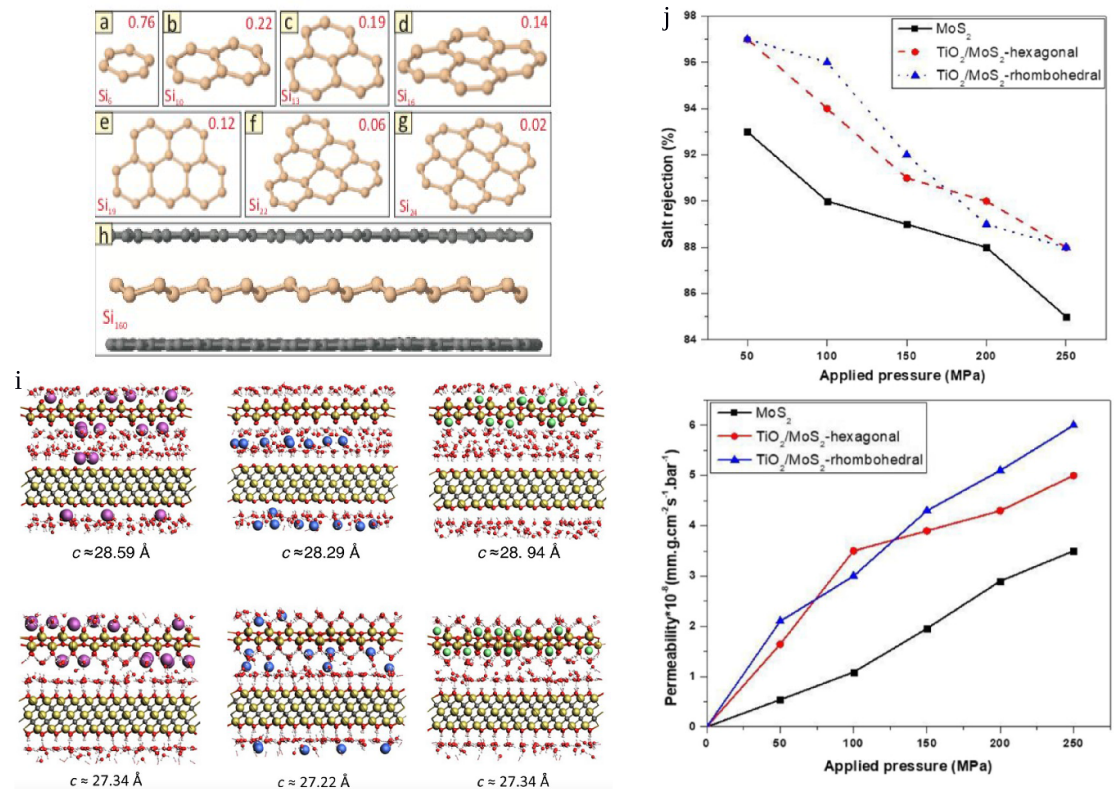 a 0.76
Si6
b 0.22
Si10
c 0.19
Si13
d 0.14
Si16
e 0.12
Si19
f 0.06
Si22
g 0.02
Si24
h
Si160
i
c ≈28.59 Å
c ≈28.29 Å
c ≈28. 94 Å
c ≈ 27.34 Å
c ≈ 27.22 Å
c ≈ 27.34 Å
j
98
96
94
92
90
88
86
84
Salt rejection (%)
MoS2
TiO2/MoS2-hexagonal
TiO2/MoS2-rhombohedral
50 100 150 200 250
Applied pressure (MPa)
6
5
4
3
2
1
0
Permeability*10⁻⁸(mm.g.cm⁻²s⁻¹.bar⁻¹)
MoS2
TiO2/MoS2-hexagonal
TiO2/MoS2-rhombohedral
0 50 100 150 200 250
Applied pressure (MPa)